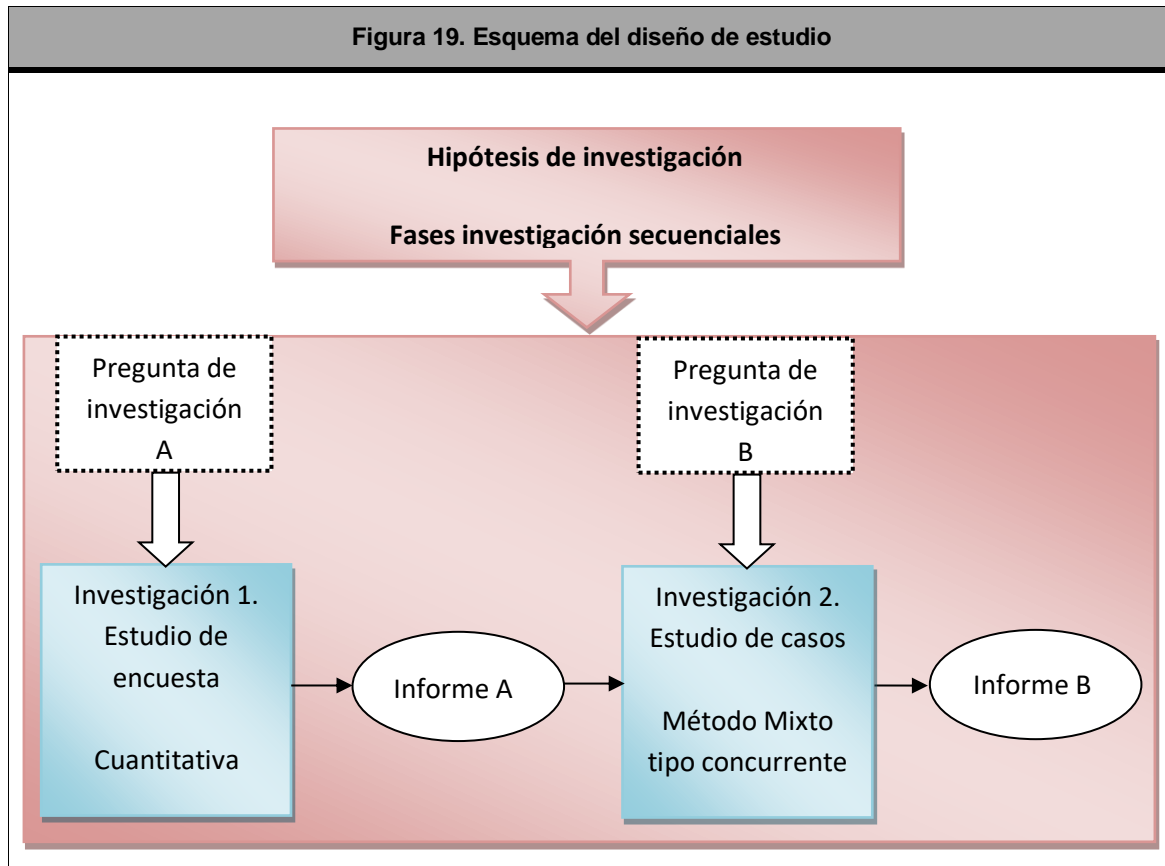 Figura 19. Esquema del diseño de estudio
Hipótesis de investigación
Fases investigación secuenciales
Pregunta de
investigación
A
Pregunta de
investigación
B
Investigación 1.
Estudio de
encuesta
Cuantitativa
Informe A
Investigación 2.
Estudio de casos
Método Mixto
tipo concurrente
Informe B